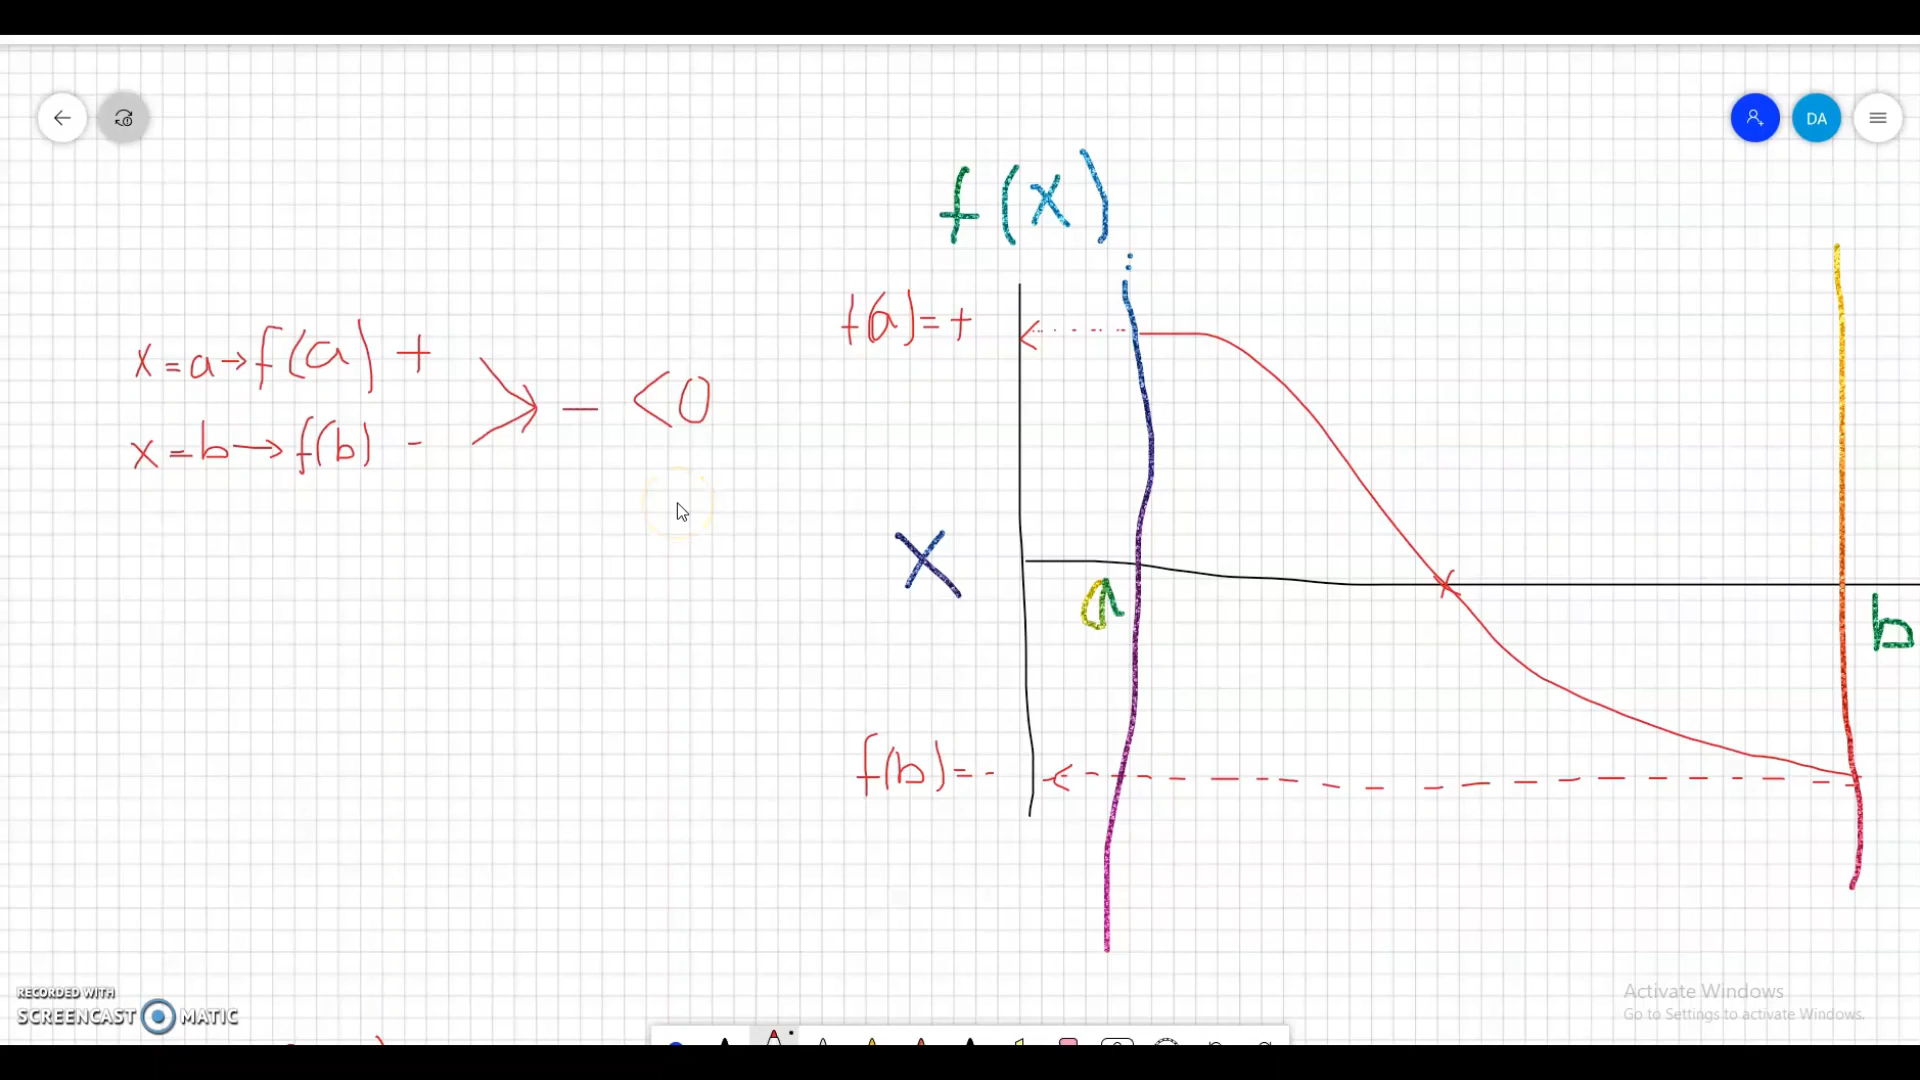 DA
f(x)
f(a)=+
x=a→f(a) +
x=b→f(b) -
- <0
X
a
b
f(b)=-
RECORDED WITH
SCREENCAST MATIC
Activate Windows
Go to Settings to activate Windows.